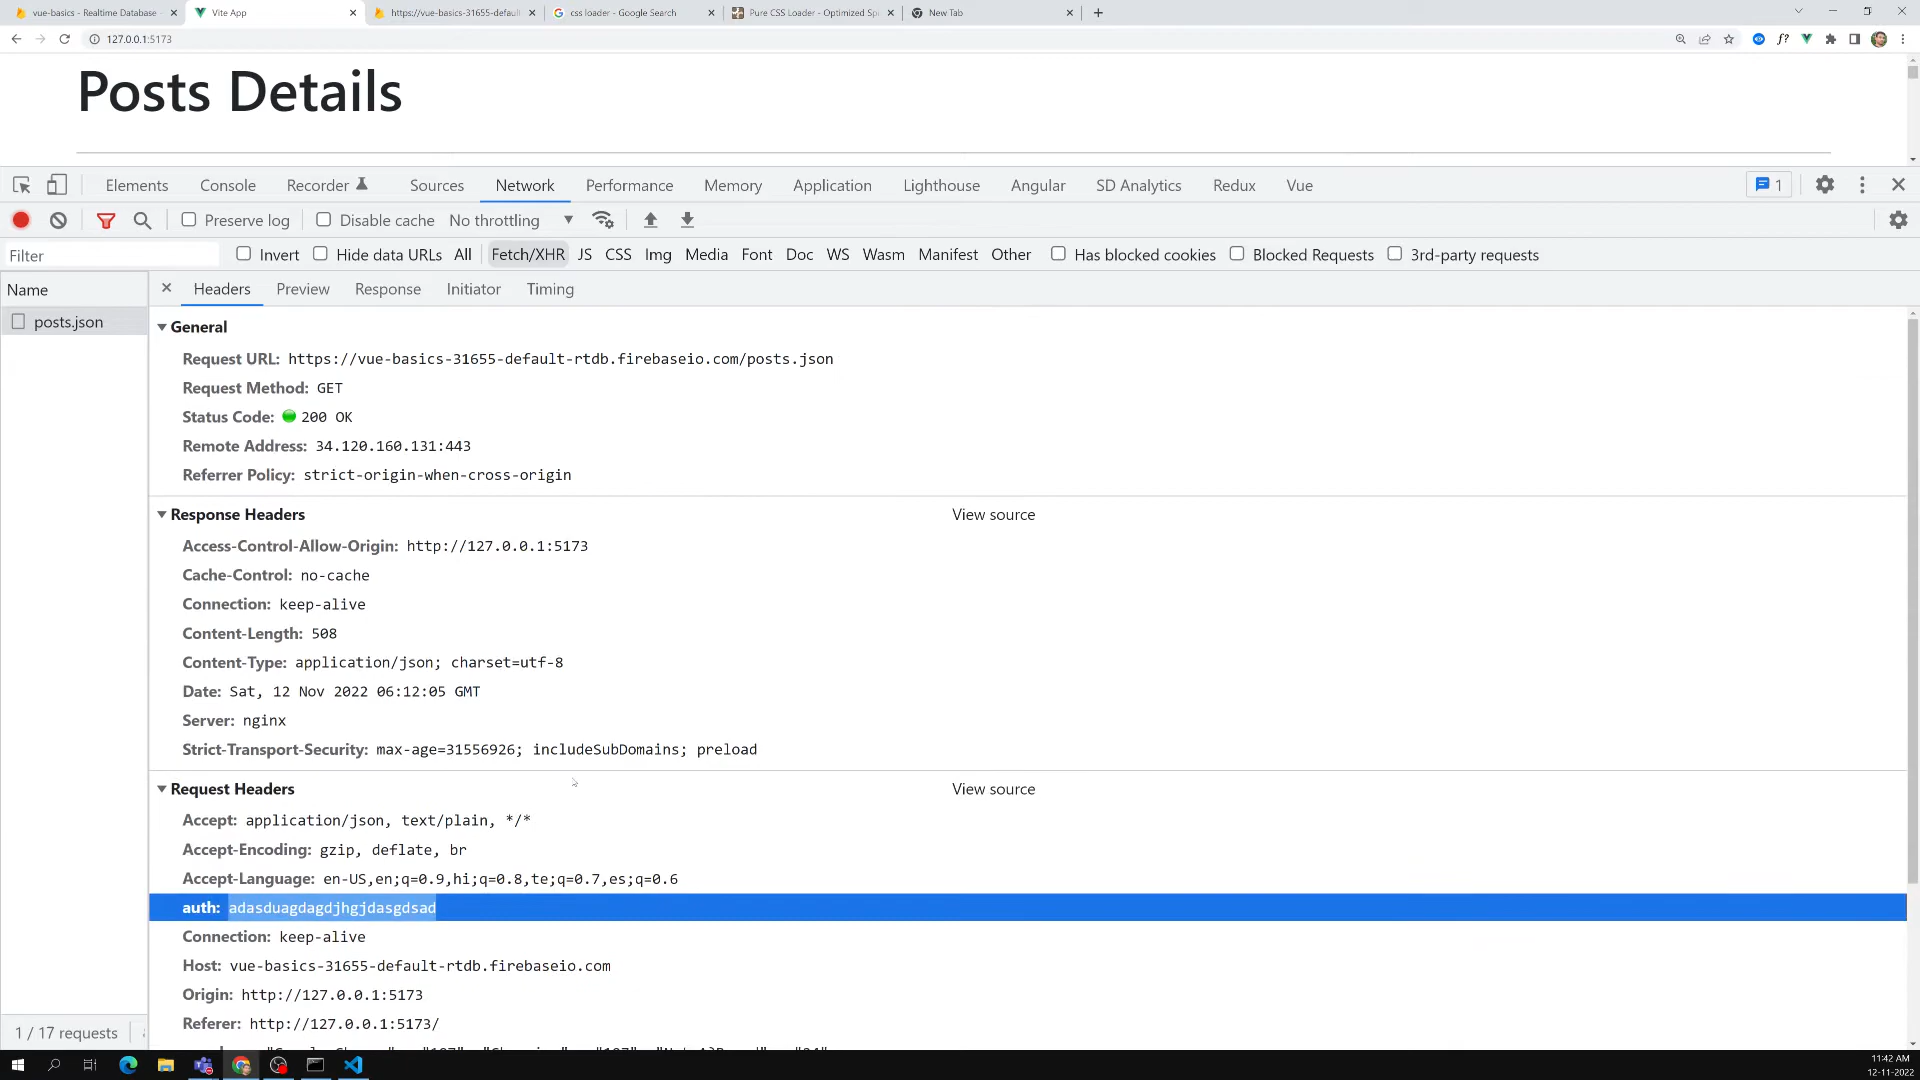 vue-basics - Realtime Database
Vite App
https://vue-basics-31655-defaul
css loader - Google Search
Pure CSS Loader - Optimized Spi
New Tab
127.0.0.1:5173
Posts Details
Elements Console Recorder Sources Network Performance Memory Application Lighthouse Angular SD Analytics Redux Vue 1
Preserve log Disable cache No throttling
Filter Invert Hide data URLs All Fetch/XHR JS CSS Img Media Font Doc WS Wasm Manifest Other Has blocked cookies Blocked Requests 3rd-party requests
Name Headers Preview Response Initiator Timing
posts.json
General
Request URL: https://vue-basics-31655-default-rtdb.firebaseio.com/posts.json
Request Method: GET
Status Code: 200 OK
Remote Address: 34.120.160.131:443
Referrer Policy: strict-origin-when-cross-origin
Response Headers View source
Access-Control-Allow-Origin: http://127.0.0.1:5173
Cache-Control: no-cache
Connection: keep-alive
Content-Length: 508
Content-Type: application/json; charset=utf-8
Date: Sat, 12 Nov 2022 06:12:05 GMT
Server: nginx
Strict-Transport-Security: max-age=31556926; includeSubDomains; preload
Request Headers View source
Accept: application/json, text/plain, */*
Accept-Encoding: gzip, deflate, br
Accept-Language: en-US,en;q=0.9,hi;q=0.8,te;q=0.7,es;q=0.6
auth: adasduagdagdjhgjdasgdsad
Connection: keep-alive
Host: vue-basics-31655-default-rtdb.firebaseio.com
Origin: http://127.0.0.1:5173
Referer: http://127.0.0.1:5173/
1 / 17 requests
11:42 AM
12-11-2022